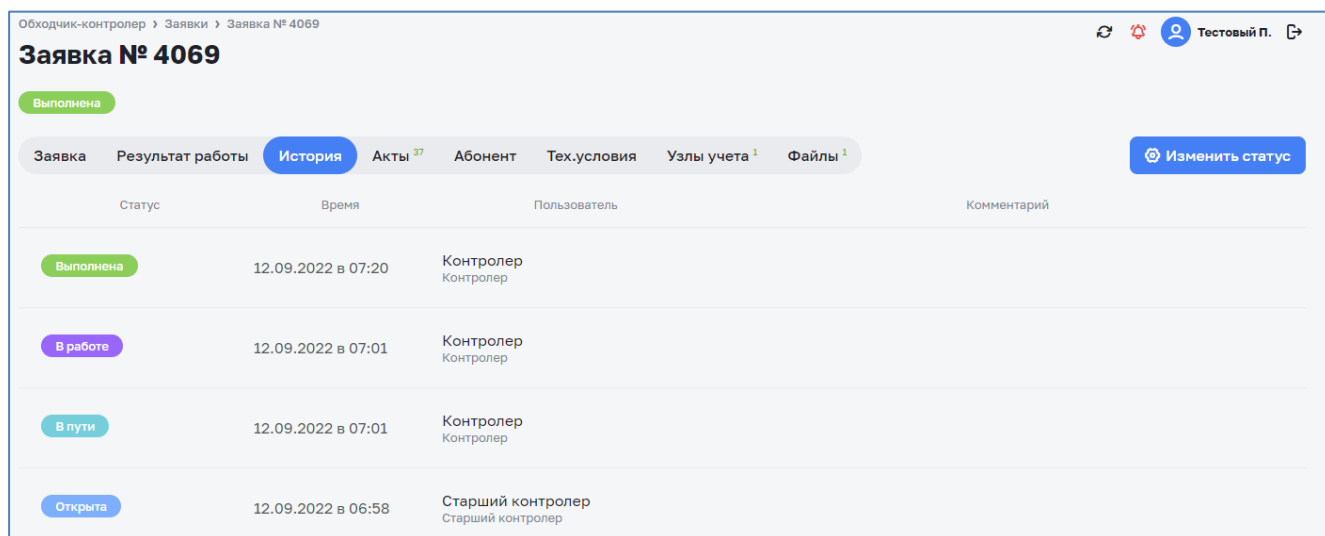 Обходчик-контролер › Заявки › Заявка № 4069
Тестовый П.
Заявка № 4069
Выполнена
Заявка Результат работы История Акты 37 Абонент Тех.условия Узлы учета 1 Файлы 1 Изменить статус
Статус Время Пользователь Комментарий
Выполнена 12.09.2022 в 07:20 Контролер
Контролер
В работе 12.09.2022 в 07:01 Контролер
Контролер
В пути 12.09.2022 в 07:01 Контролер
Контролер
Открыта 12.09.2022 в 06:58 Старший контролер
Старший контролер